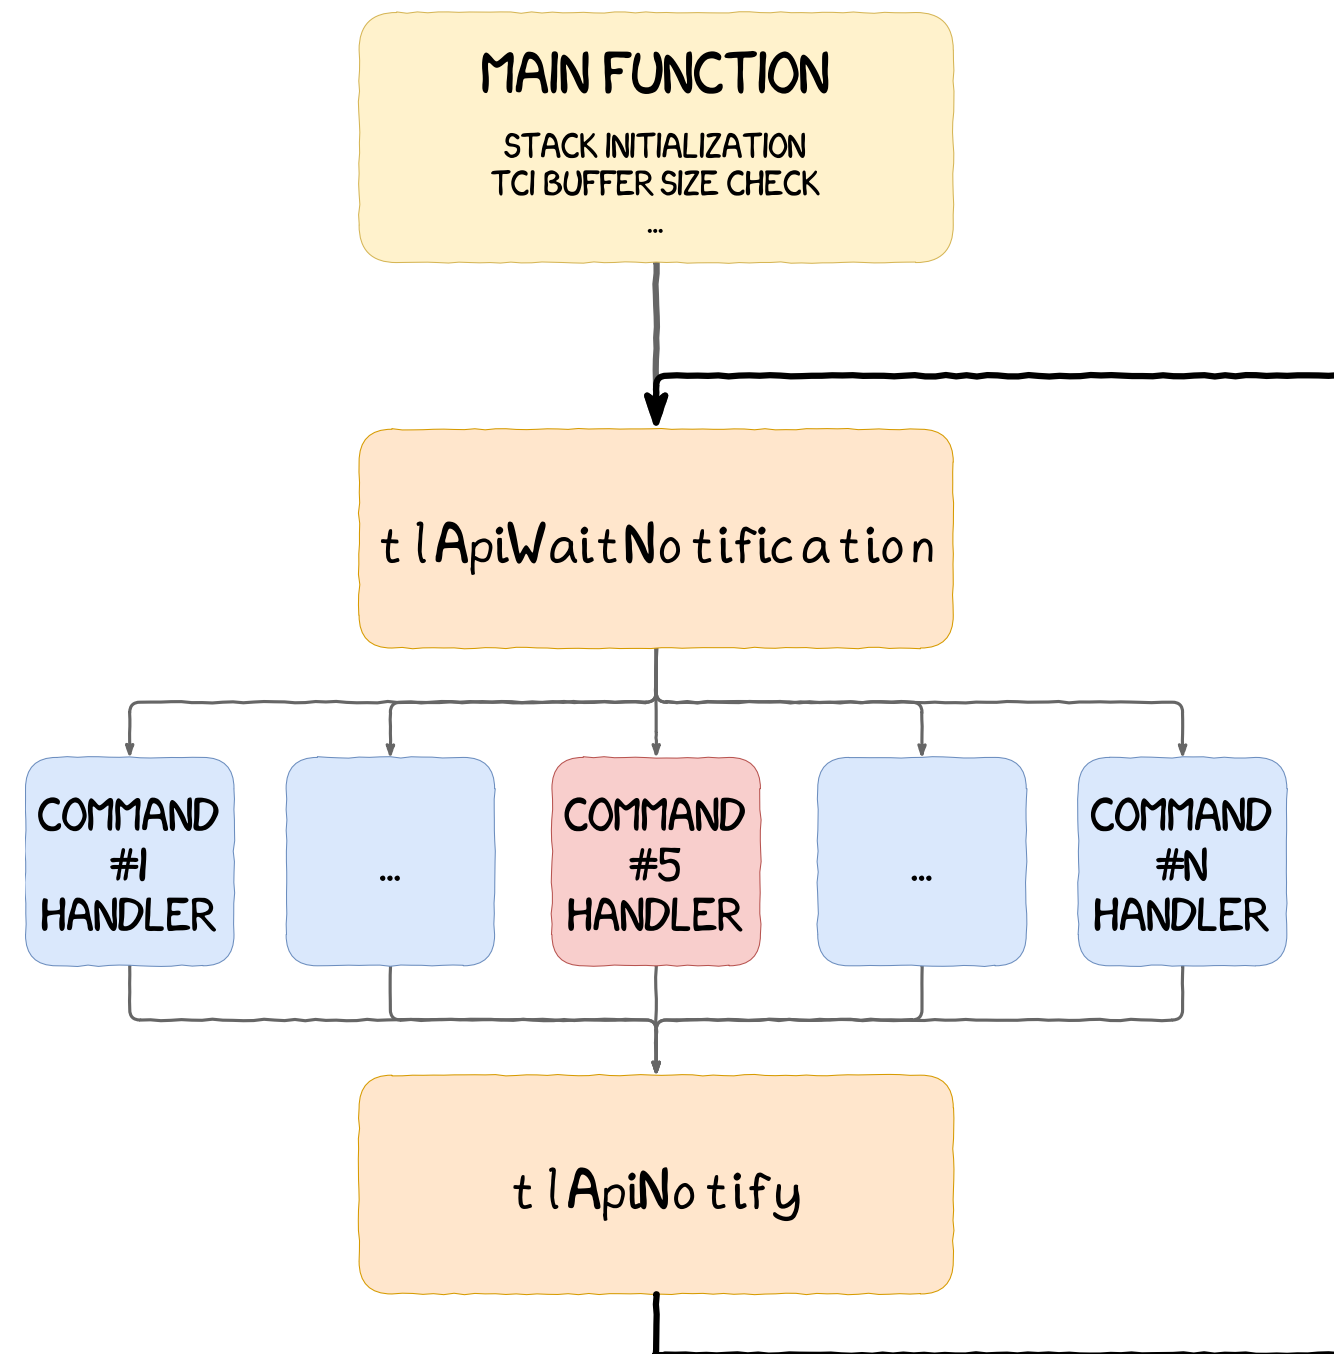 MAIN FUNCTION
STACK INITIALIZATION
TCI BUFFER SIZE CHECK
...
tlApiWaitNotification
COMMAND
#1
HANDLER
...
COMMAND
#5
HANDLER
...
COMMAND
#N
HANDLER
tlApiNotify